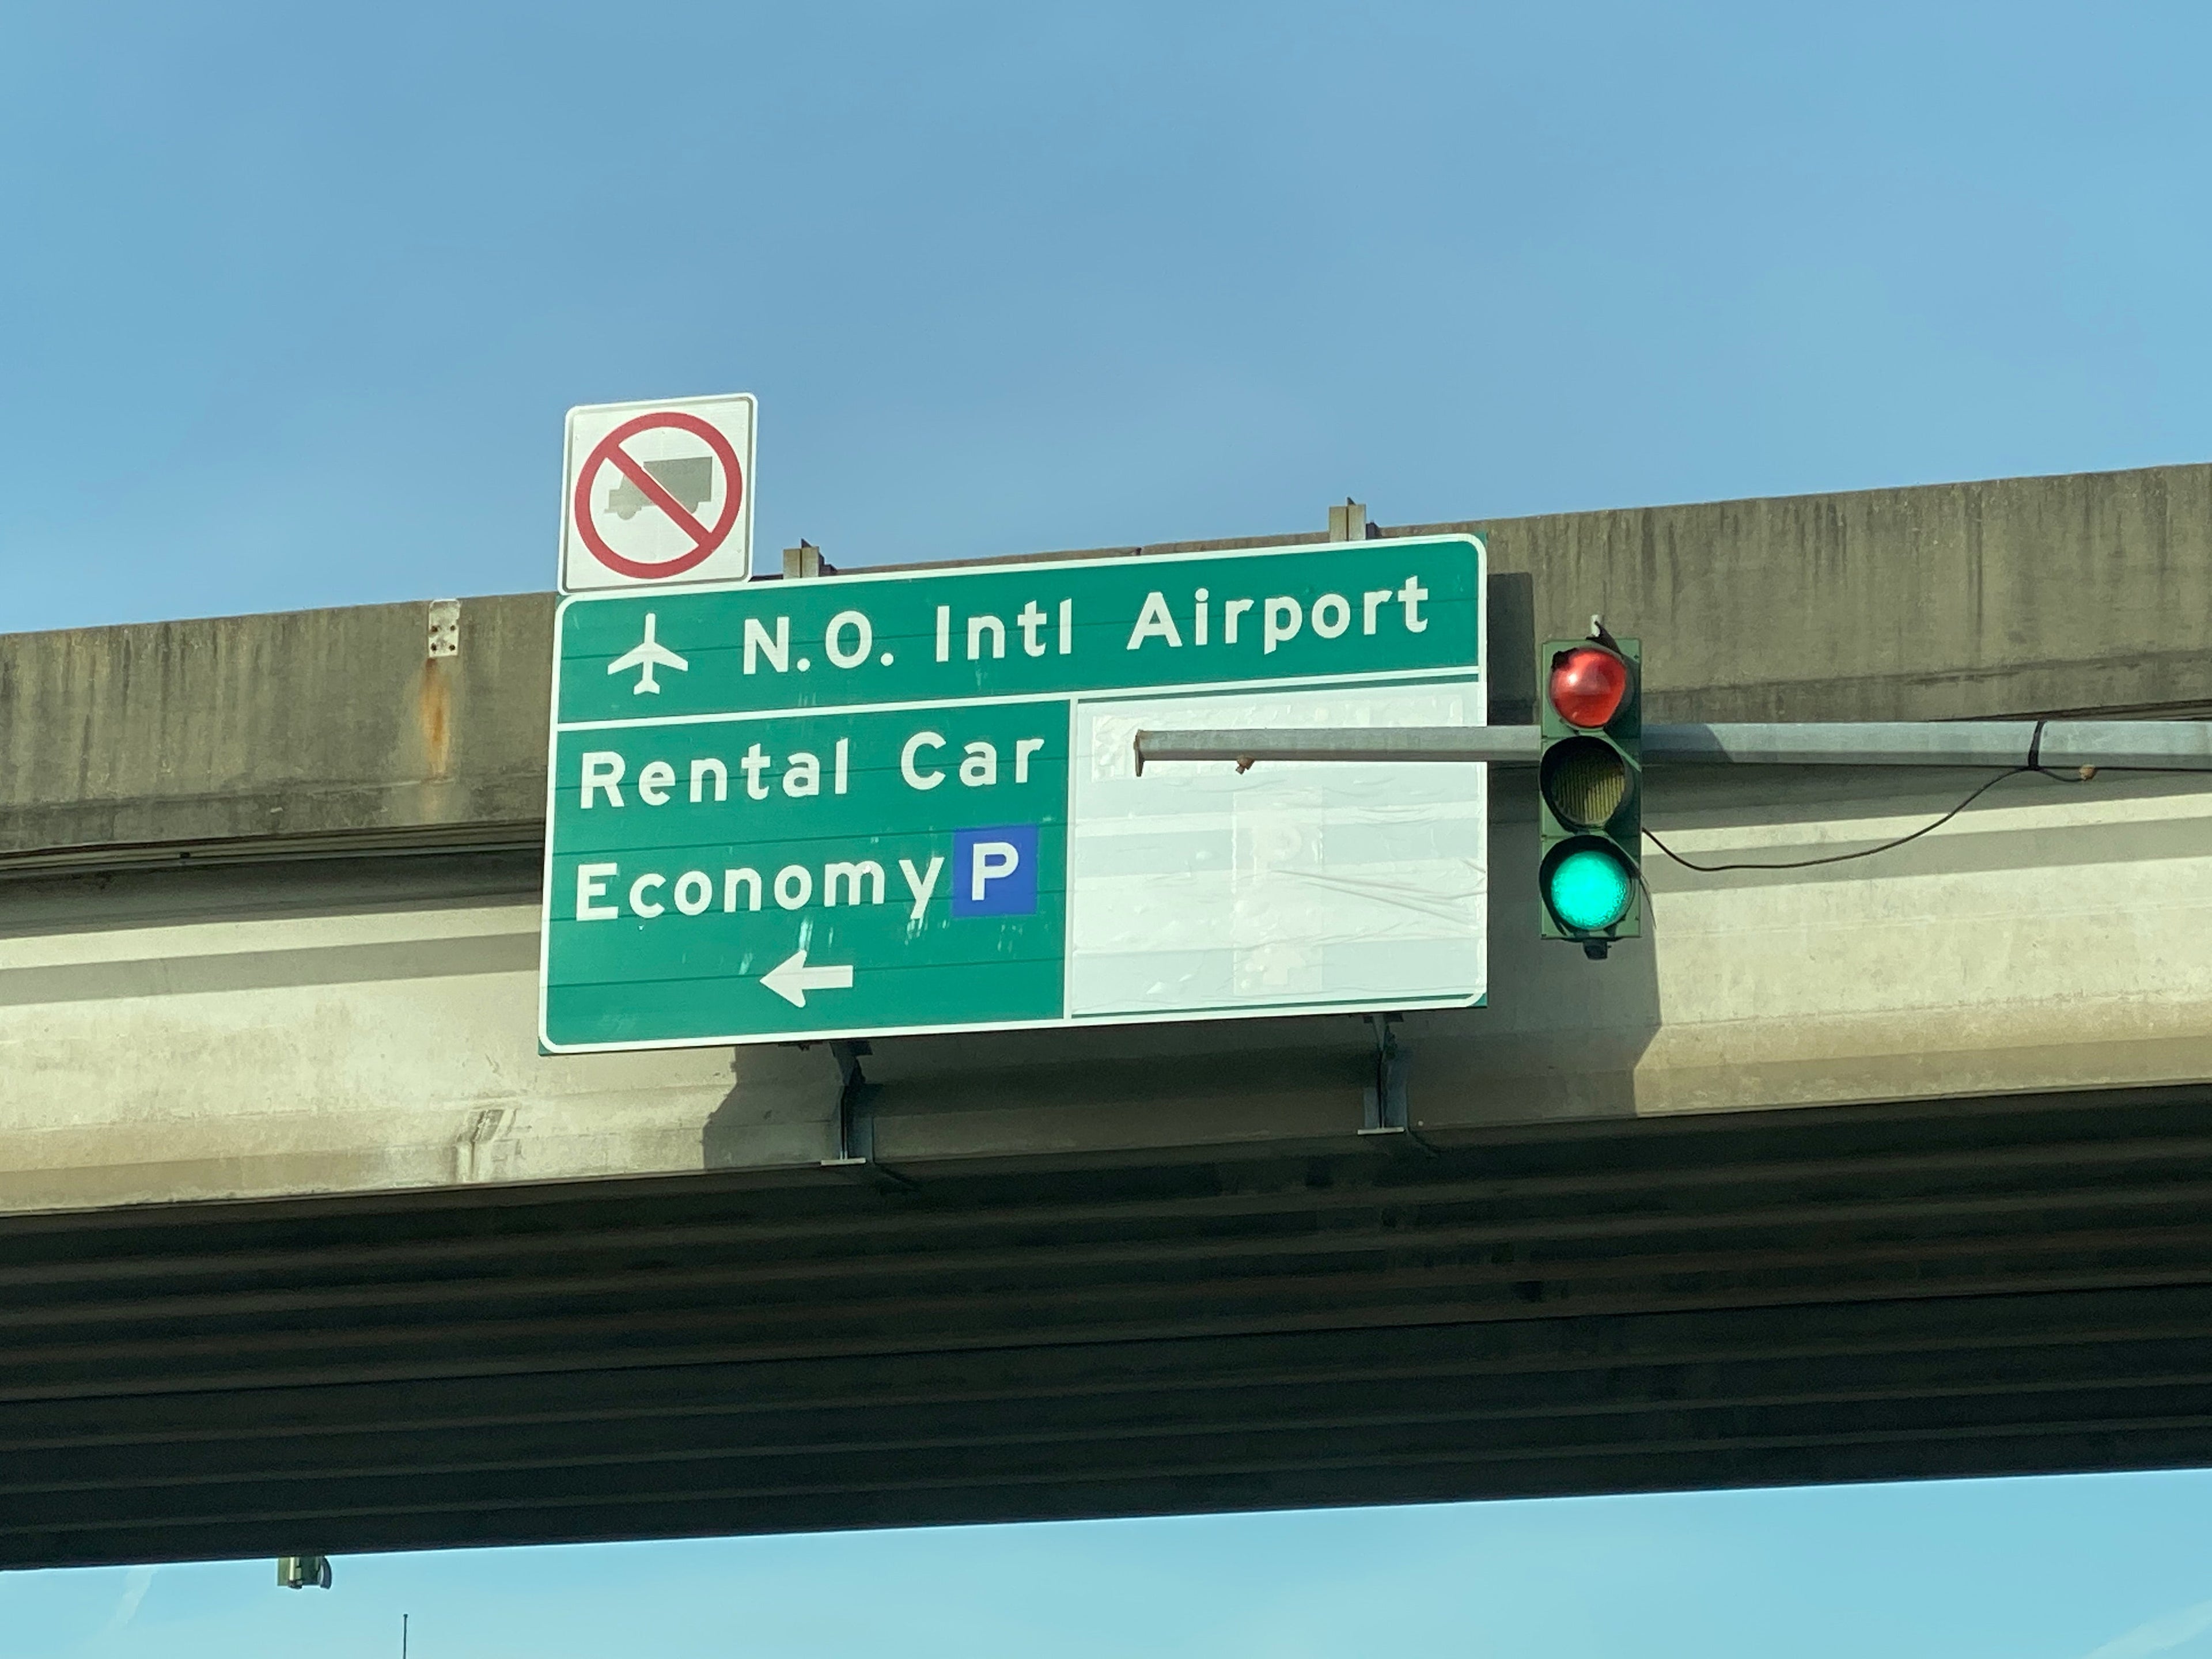 N.O. Intl Airport
Rental Car
Economy P
P